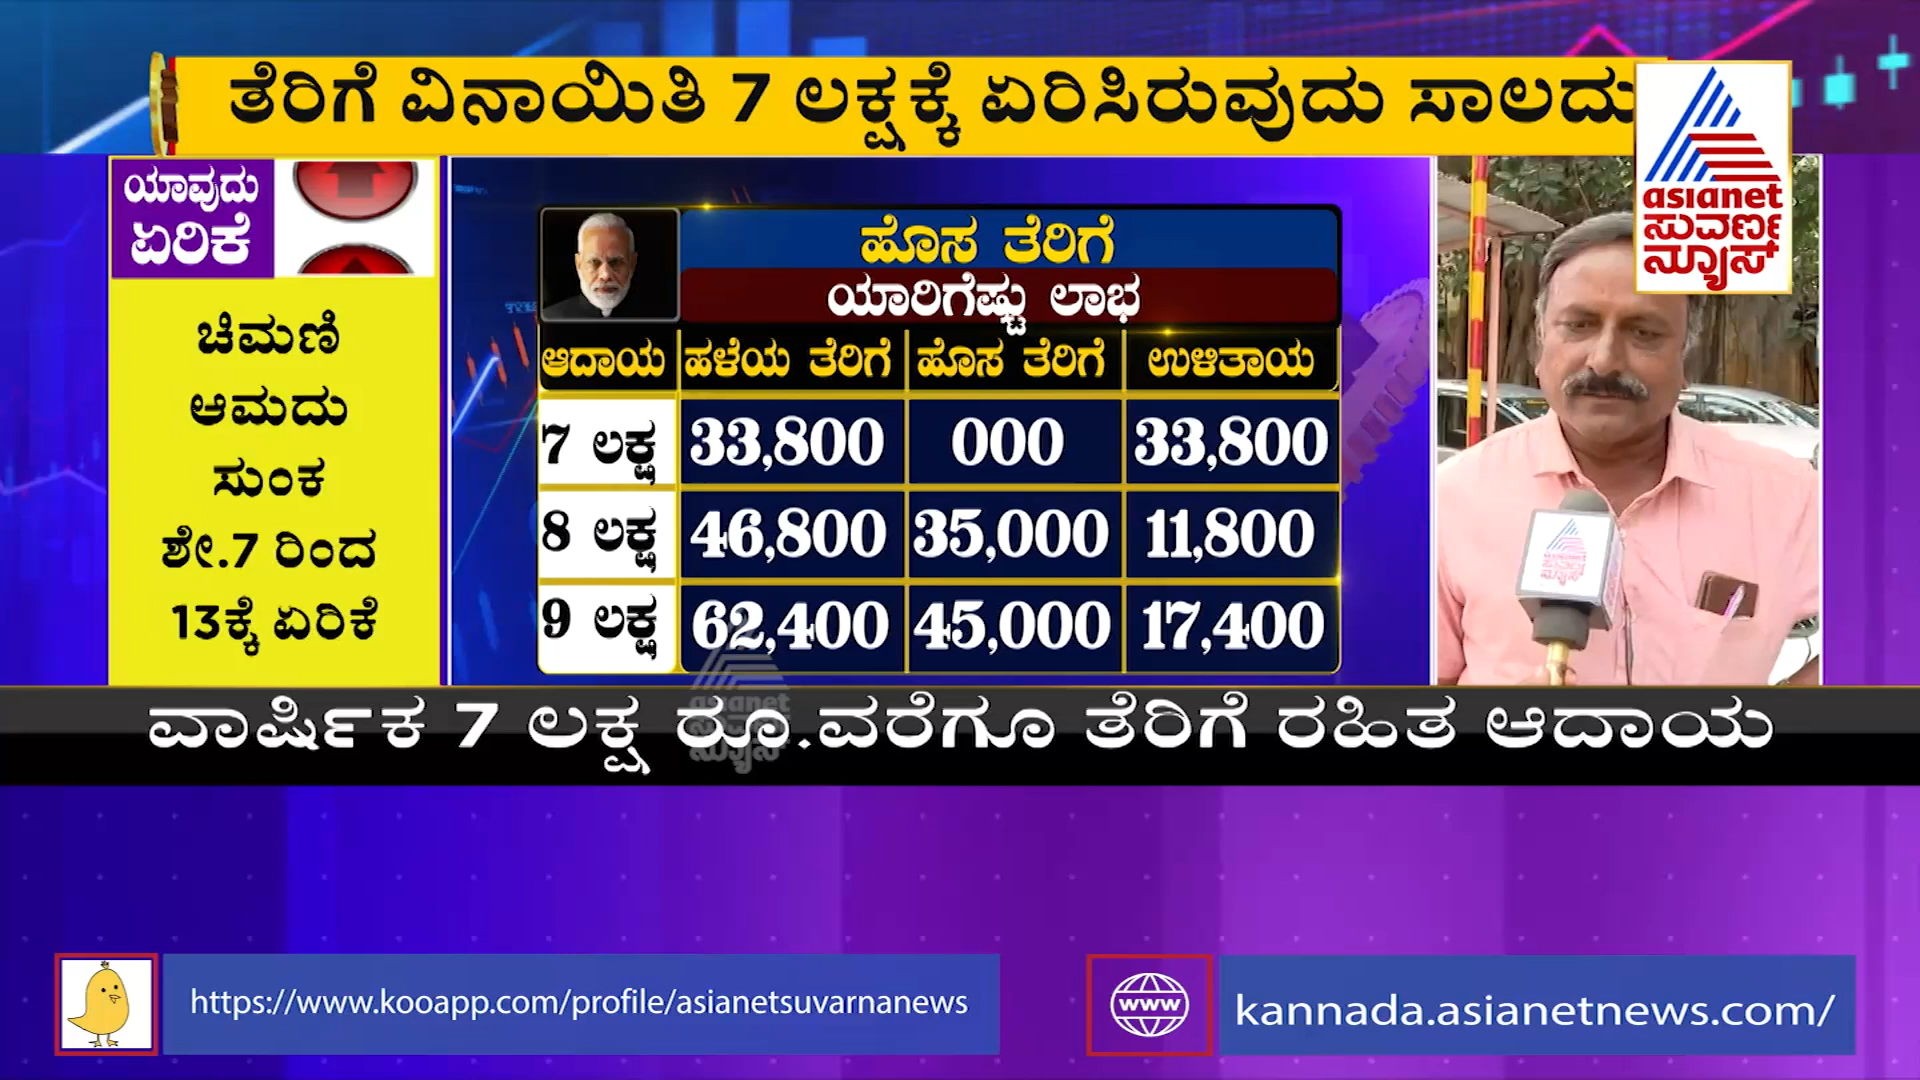 ತೆರಿಗೆ ವಿನಾಯಿತಿ 7 ಲಕ್ಷಕ್ಕೆ ಏರಿಸಿರುವುದು ಸಾಲದು
asianet
ಸುವರ್ಣ
ನ್ಯೂಸ್
ಯಾವುದು
ಏರಿಕೆ
ಚಿಮಣಿ
ಆಮದು
ಸುಂಕ
ಶೇ.7 ರಿಂದ
13ಕ್ಕೆ ಏರಿಕೆ
ಹೊಸ ತೆರಿಗೆ
ಯಾರಿಗೆಷ್ಟು ಲಾಭ
ಆದಾಯ ಹಳೆಯ ತೆರಿಗೆ ಹೊಸ ತೆರಿಗೆ ಉಳಿತಾಯ
7 ಲಕ್ಷ 33,800 000 33,800
8 ಲಕ್ಷ 46,800 35,000 11,800
9 ಲಕ್ಷ 62,400 45,000 17,400
ವಾರ್ಷಿಕ 7 ಲಕ್ಷ ರೂ.ವರೆಗೂ ತೆರಿಗೆ ರಹಿತ ಆದಾಯ
asianet
ಸುವರ್ಣ
ನ್ಯೂಸ್
https://www.kooapp.com/profile/asianetsuvarnanews
www
kannada.asianetnews.com/